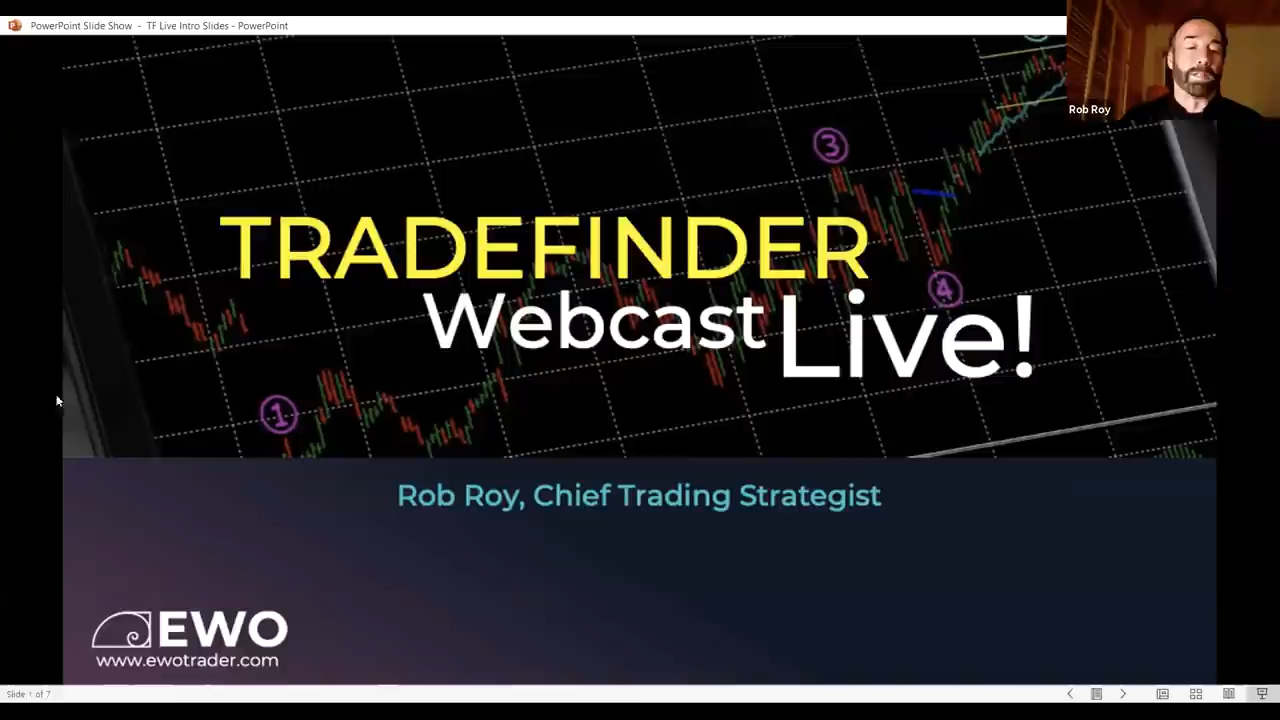 PowerPoint Slide Show - TF Live Intro Slides - PowerPoint
Rob Roy
3
TRADEFINDER
4
Webcast Live!
1
Rob Roy, Chief Trading Strategist
EWO
www.ewotrader.com
Slide 1 of 7